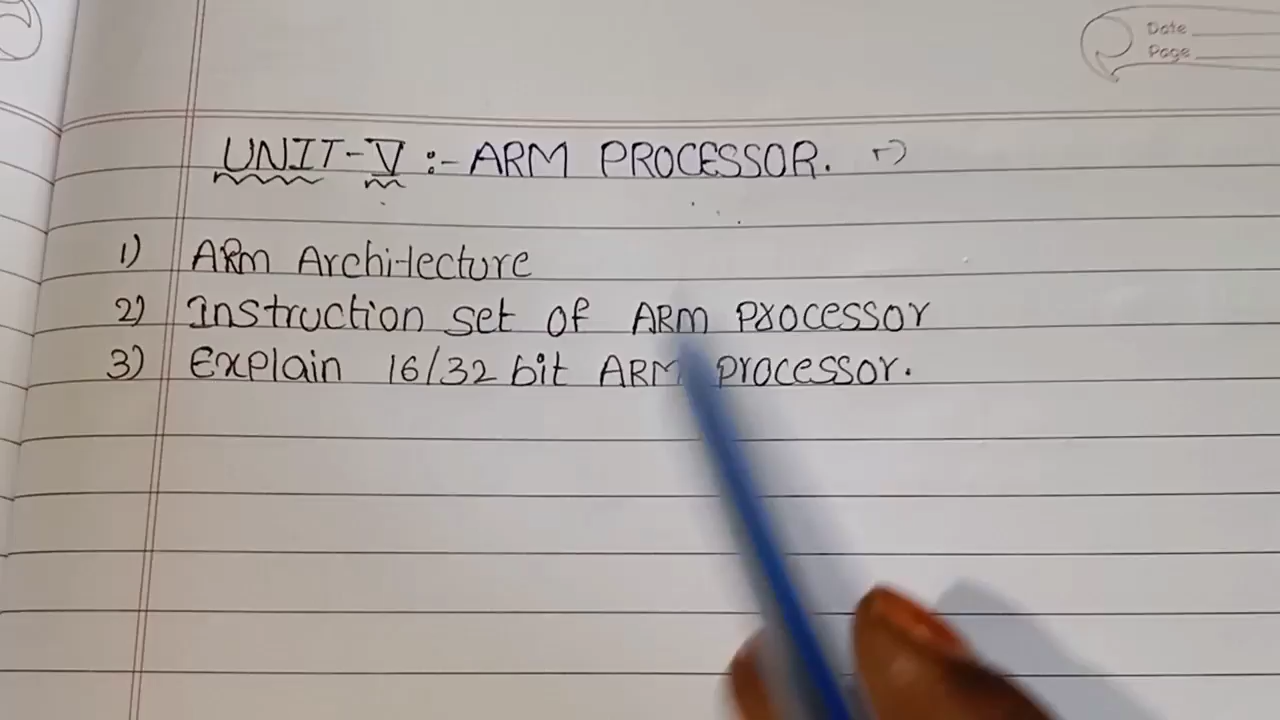 Date
Page
UNIT-V :- ARM PROCESSOR.
1) ARM Architecture
2) Instruction set of ARM Processor
3) Explain 16/32 bit ARM Processor.